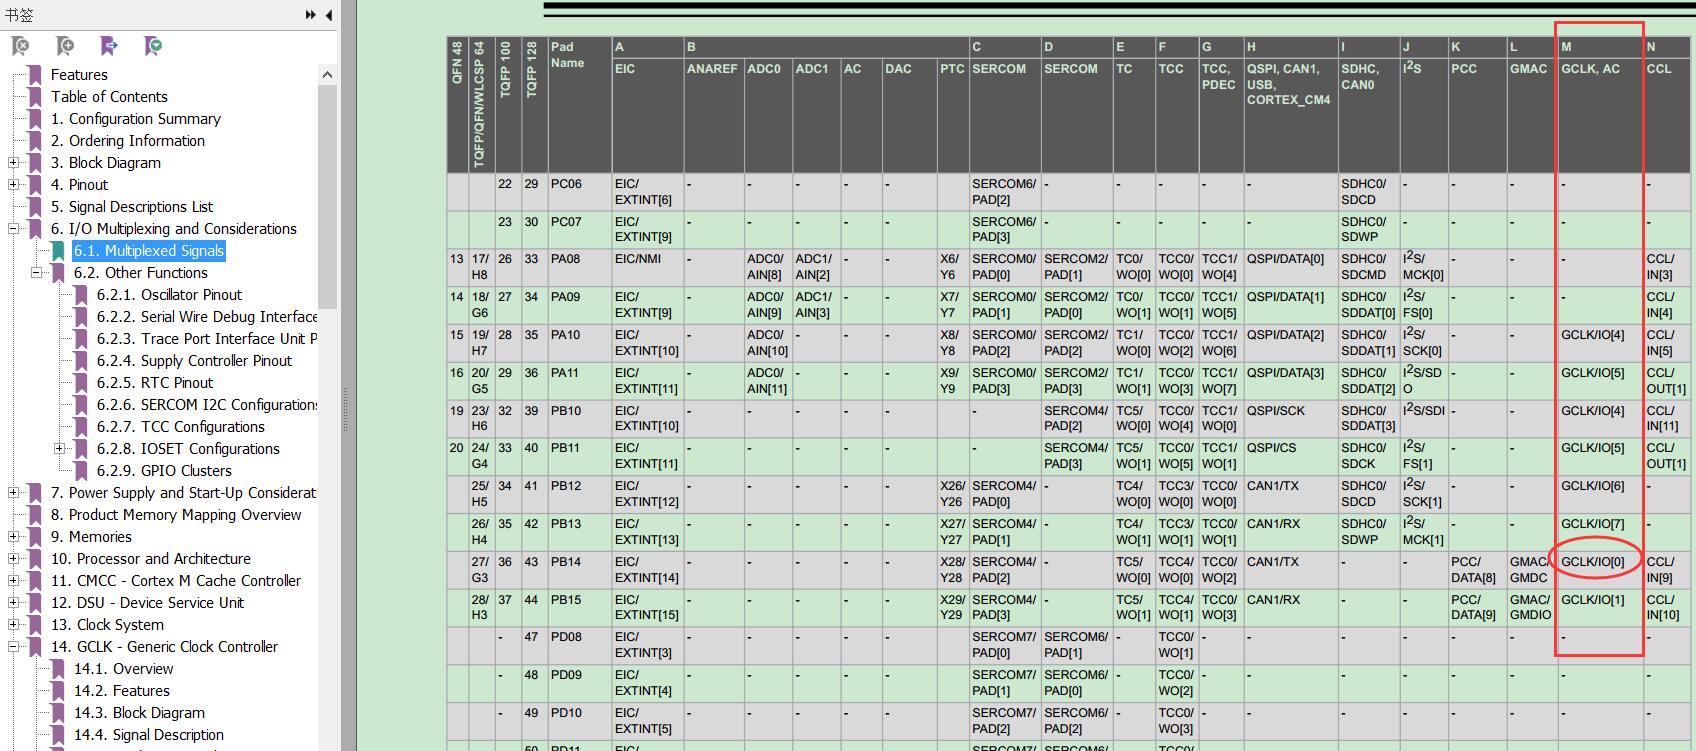 书签
Features
Table of Contents
1. Configuration Summary
2. Ordering Information
3. Block Diagram
4. Pinout
5. Signal Descriptions List
6. I/O Multiplexing and Considerations
6.1. Multiplexed Signals
6.2. Other Functions
6.2.1. Oscillator Pinout
6.2.2. Serial Wire Debug Interface
6.2.3. Trace Port Interface Unit P
6.2.4. Supply Controller Pinout
6.2.5. RTC Pinout
6.2.6. SERCOM I2C Configurations
6.2.7. TCC Configurations
6.2.8. IOSET Configurations
6.2.9. GPIO Clusters
7. Power Supply and Start-Up Considerati
8. Product Memory Mapping Overview
9. Memories
10. Processor and Architecture
11. CMCC - Cortex M Cache Controller
12. DSU - Device Service Unit
13. Clock System
14. GCLK - Generic Clock Controller
14.1. Overview
14.2. Features
14.3. Block Diagram
14.4. Signal Description
QFN 48 TQFP/QFN/WLCSP 64 TQFP 100 TQFP 128 Pad Name A B C D E F G H I J K L M N
EIC ANAREF ADC0 ADC1 AC DAC PTC SERCOM SERCOM TC TCC TCC, PDEC QSPI, CAN1, USB, CORTEX_CM4 SDHC, CAN0 I2S PCC GMAC GCLK, AC CCL
22 29 PC06 EIC/ - - - - - SERCOM6/ - - - - - SDHC0/ - - - - -
EXTINT[6] PAD[2] SDCD
23 30 PC07 EIC/ - - - - - SERCOM6/ - - - - - SDHC0/ - - - - -
EXTINT[9] PAD[3] SDWP
13 17/ 26 33 PA08 EIC/NMI - ADC0/ ADC1/ - - X6/ SERCOM0/ SERCOM2/ TC0/ TCC0/ TCC1/ QSPI/DATA[0] SDHC0/ I2S/ - - - CCL/
H8 AIN[8] AIN[2] Y6 PAD[0] PAD[1] WO[0] WO[0] WO[4] SDCMD MCK[0] IN[3]
14 18/ 27 34 PA09 EIC/ - ADC0/ ADC1/ - - X7/ SERCOM0/ SERCOM2/ TC0/ TCC0/ TCC1/ QSPI/DATA[1] SDHC0/ I2S/ - - - CCL/
G6 EXTINT[9] AIN[9] AIN[3] Y7 PAD[1] PAD[0] WO[1] WO[1] WO[5] SDDAT[0] FS[0] IN[4]
15 19/ 28 35 PA10 EIC/ - ADC0/ - - - X8/ SERCOM0/ SERCOM2/ TC1/ TCC0/ TCC1/ QSPI/DATA[2] SDHC0/ I2S/ - - GCLK/IO[4] CCL/
H7 EXTINT[10] AIN[10] Y8 PAD[2] PAD[2] WO[0] WO[2] WO[6] SDDAT[1] SCK[0] IN[5]
16 20/ 29 36 PA11 EIC/ - ADC0/ - - - X9/ SERCOM0/ SERCOM2/ TC1/ TCC0/ TCC1/ QSPI/DATA[3] SDHC0/ I2S/SD - - GCLK/IO[5] CCL/
G5 EXTINT[11] AIN[11] Y9 PAD[3] PAD[3] WO[1] WO[3] WO[7] SDDAT[2] O OUT[1]
19 23/ 32 39 PB10 EIC/ - - - - - - SERCOM4/ TC5/ TCC0/ TCC1/ QSPI/SCK SDHC0/ I2S/SDI - - GCLK/IO[4] CCL/
H6 EXTINT[10] PAD[2] WO[0] WO[4] WO[0] SDDAT[3] IN[11]
20 24/ 33 40 PB11 EIC/ - - - - - - SERCOM4/ TC5/ TCC0/ TCC1/ QSPI/CS SDHC0/ I2S/ - - GCLK/IO[5] CCL/
G4 EXTINT[11] PAD[3] WO[1] WO[5] WO[1] SDCK FS[1] OUT[1]
25/ 34 41 PB12 EIC/ - - - - - X26/ SERCOM4/ - TC4/ TCC3/ TCC0/ CAN1/TX SDHC0/ I2S/ - - GCLK/IO[6] -
H5 EXTINT[12] Y26 PAD[0] WO[0] WO[0] WO[0] SDCD SCK[1]
26/ 35 42 PB13 EIC/ - - - - - X27/ SERCOM4/ - TC4/ TCC3/ TCC0/ CAN1/RX SDHC0/ I2S/ - - GCLK/IO[7] -
H4 EXTINT[13] Y27 PAD[1] WO[1] WO[1] WO[1] SDWP MCK[1]
27/ 36 43 PB14 EIC/ - - - - - X28/ SERCOM4/ - TC5/ TCC4/ TCC0/ CAN1/TX - - PCC/ GMAC/ GCLK/IO[0] CCL/
G3 EXTINT[14] Y28 PAD[2] WO[0] WO[0] WO[2] DATA[8] GMDC IN[9]
28/ 37 44 PB15 EIC/ - - - - - X29/ SERCOM4/ - TC5/ TCC4/ TCC0/ CAN1/RX - - PCC/ GMAC/ GCLK/IO[1] CCL/
H3 EXTINT[15] Y29 PAD[3] WO[1] WO[1] WO[3] DATA[9] GMDIO IN[10]
- 47 PD08 EIC/ - - - - - SERCOM7/ SERCOM6/ - TCC0/ - - - - - - - -
EXTINT[3] PAD[0] PAD[1] WO[1]
- 48 PD09 EIC/ - - - - - SERCOM7/ SERCOM6/ - TCC0/ - - - - - - - -
EXTINT[4] PAD[1] PAD[0] WO[2]
- 49 PD10 EIC/ - - - - - SERCOM7/ SERCOM6/ - TCC0/ - - - - - - - -
EXTINT[5] PAD[2] PAD[2] WO[3]
50 PD11 EIC/ SERCOM7/ SERCOM6/ TCC0/